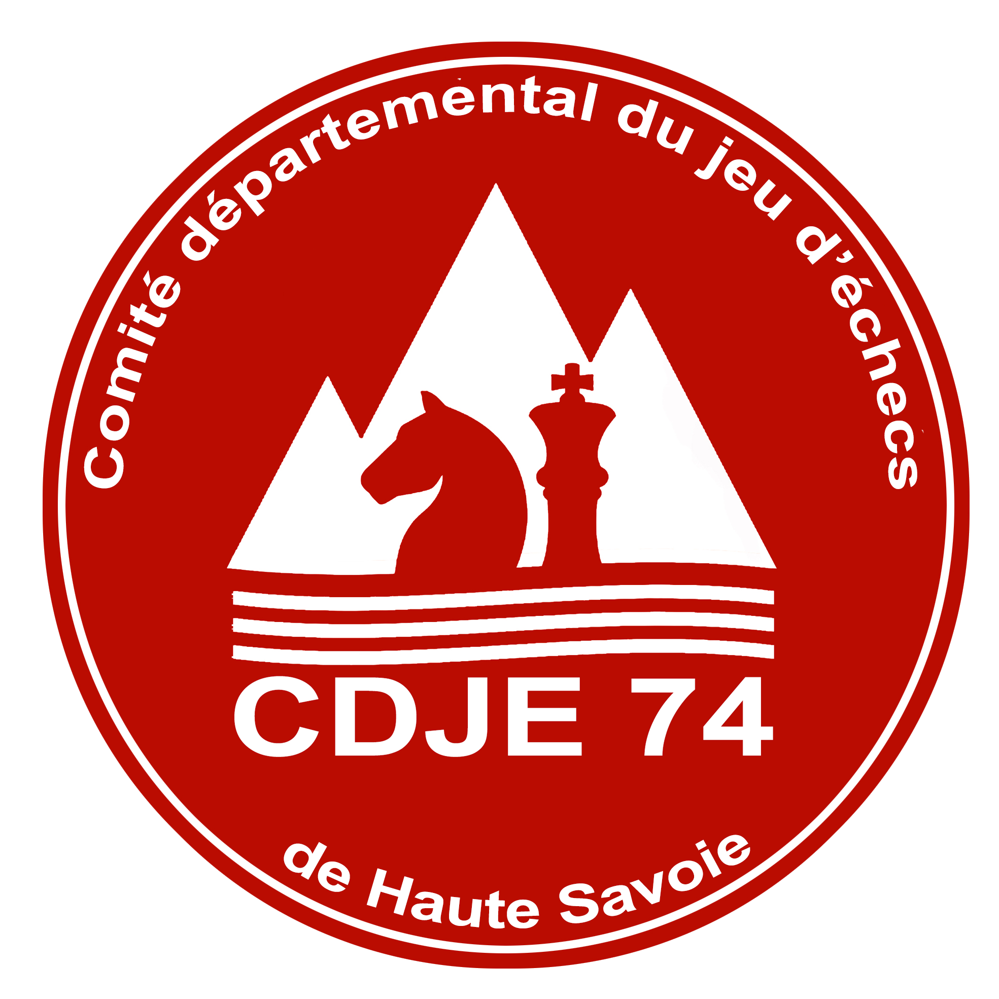 Comité départemental du jeu d'échecs
CDJE 74
de Haute Savoie